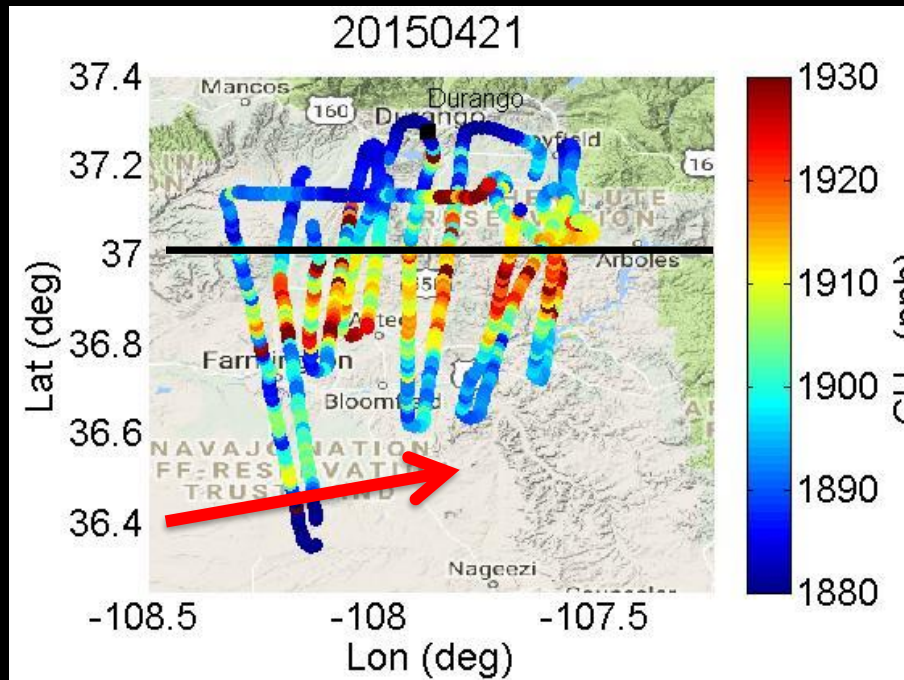 20150421
37.4
37.2
37
36.8
36.6
36.4
Lat (deg)
-108.5
-108
-107.5
Lon (deg)
1930
1920
1910
1900
1890
1880
Mancos
160
Durango
Durango
Arboles
Bloomfield
NAVAJO NATION
TRUST LAND
Nageezi